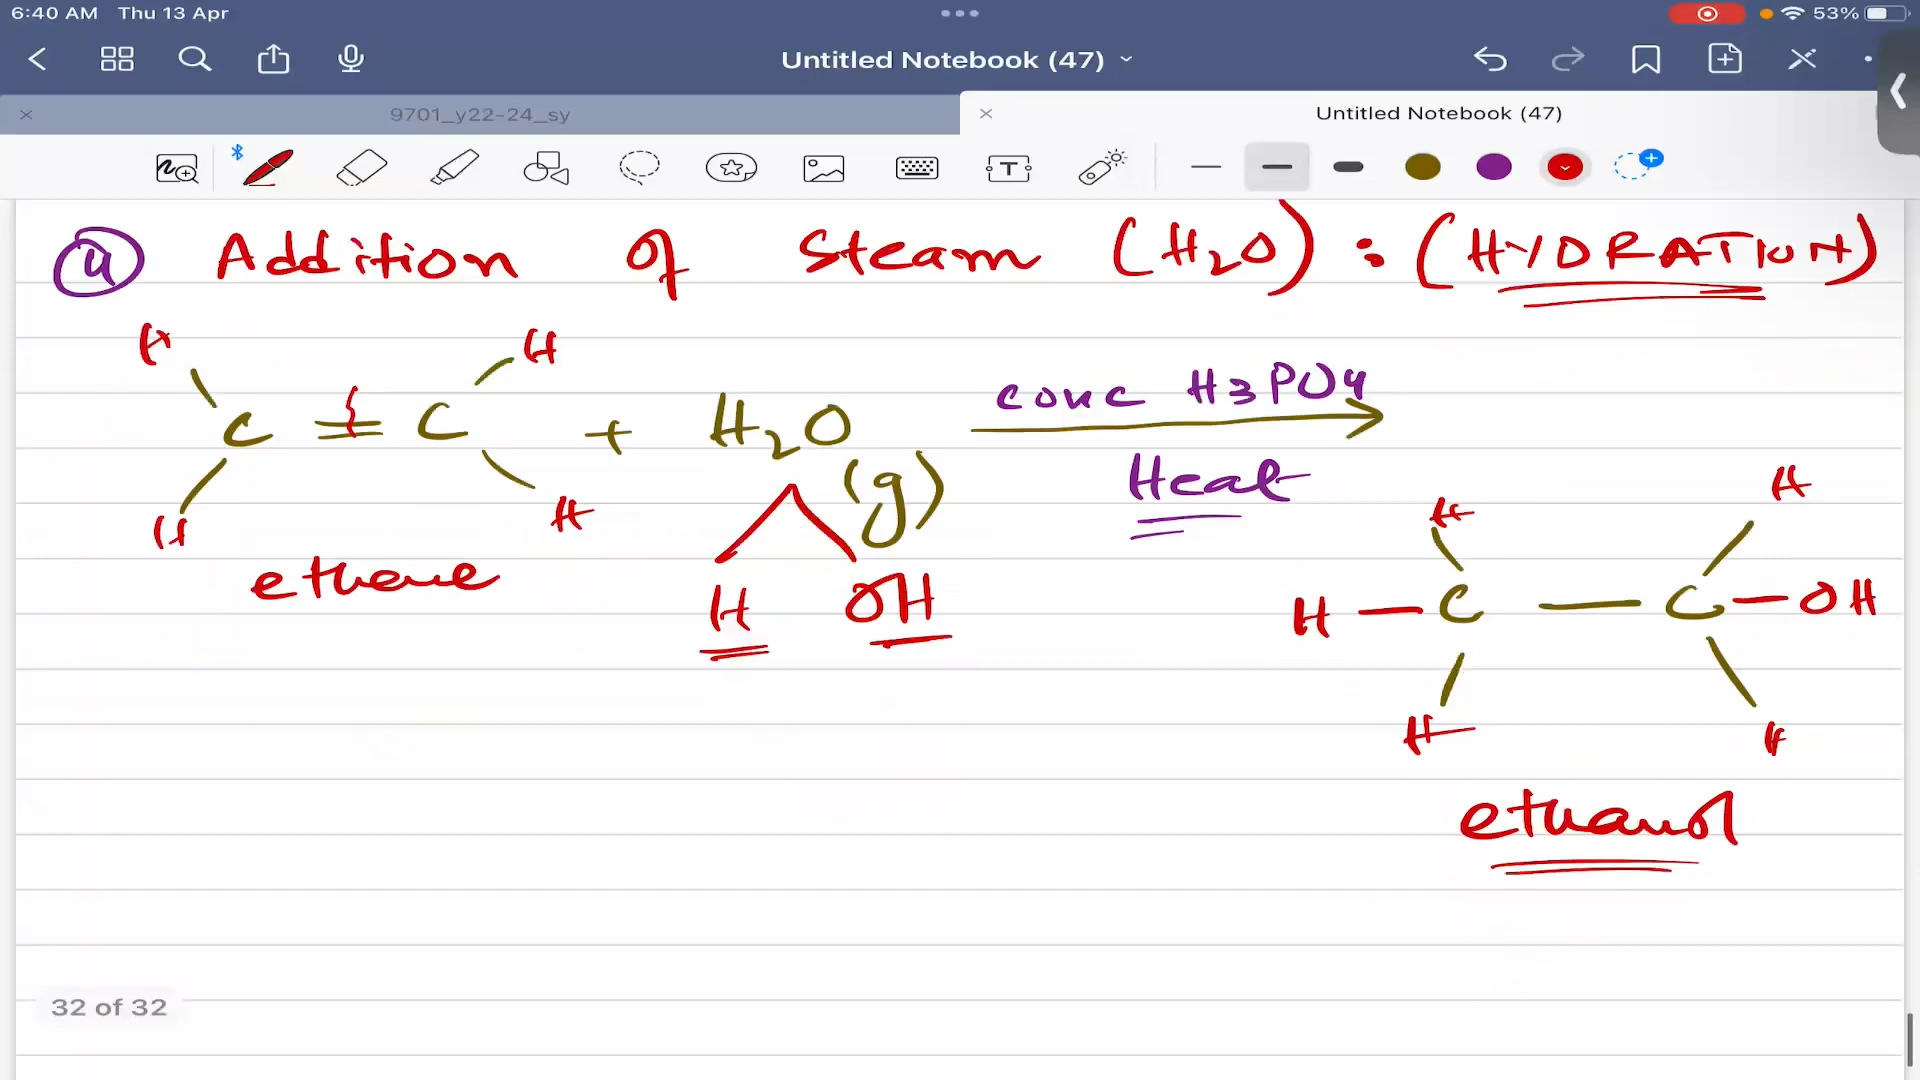 6:40 AM Thu 13 Apr
53%
Untitled Notebook (47)
9701_y22-24_sy
Untitled Notebook (47)
④ Addition of Steam (H₂O) : (HYDRATION)
H H
C = C + H₂O (g) conc H3PO4
Heat
H H
ethene
H OH
H H
H — C — C — OH
H H
ethanol
32 of 32